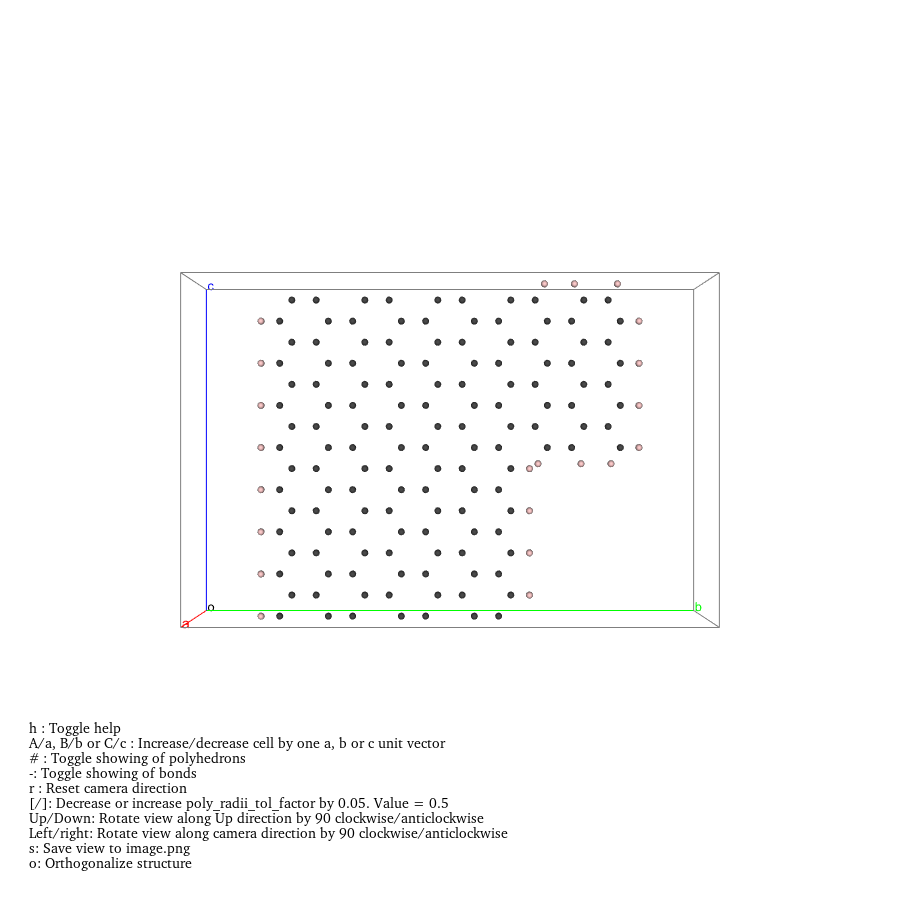 c
o
b
a
h : Toggle help
A/a, B/b or C/c : Increase/decrease cell by one a, b or c unit vector
# : Toggle showing of polyhedrons
-: Toggle showing of bonds
r : Reset camera direction
[/]: Decrease or increase poly_radii_tol_factor by 0.05. Value = 0.5
Up/Down: Rotate view along Up direction by 90 clockwise/anticlockwise
Left/right: Rotate view along camera direction by 90 clockwise/anticlockwise
s: Save view to image.png
o: Orthogonalize structure